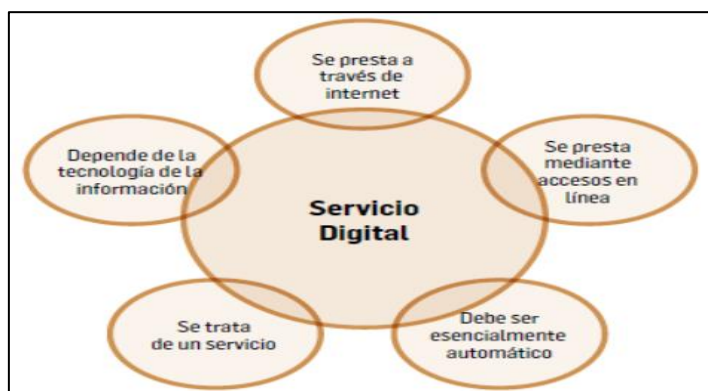 Se presta a
través de
internet
Depende de la
tecnología de la
información
Se presta
mediante
accesos en
línea
Servicio
Digital
Se trata
de un servicio
Debe ser
esencialmente
automático